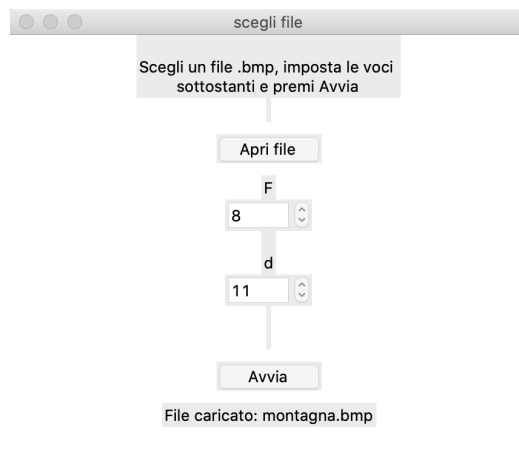 scegli file
Scegli un file .bmp, imposta le voci
sottostanti e premi Avvia
Apri file
F
8
d
11
Avvia
File caricato: montagna.bmp